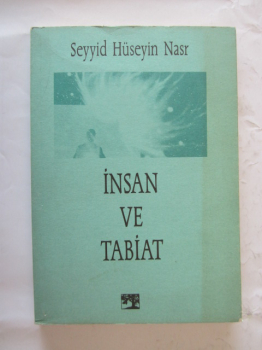 Seyyid Hüseyin Nasr
İNSAN
VE
TABİAT